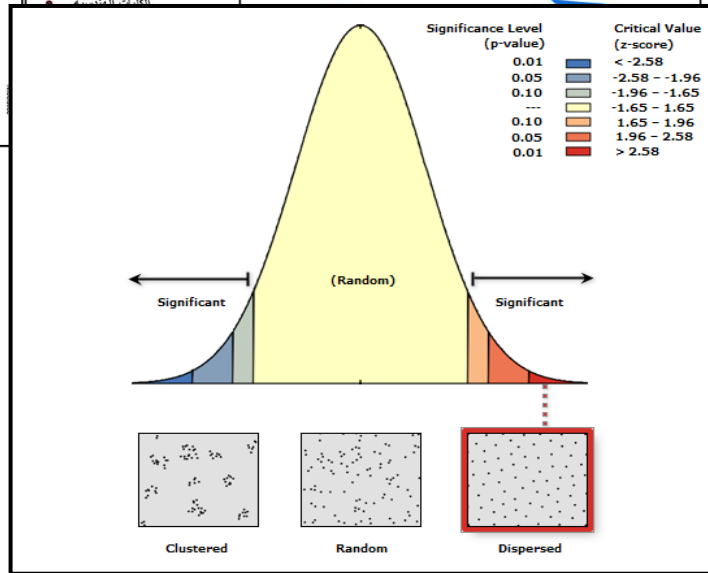 Significance Level
(p-value)
Critical Value
(z-score)
0.01 < -2.58
0.05 -2.58 – -1.96
0.10 -1.96 – -1.65
--- -1.65 – 1.65
0.10 1.65 – 1.96
0.05 1.96 – 2.58
0.01 > 2.58
(Random)
Significant
Significant
Clustered
Random
Dispersed